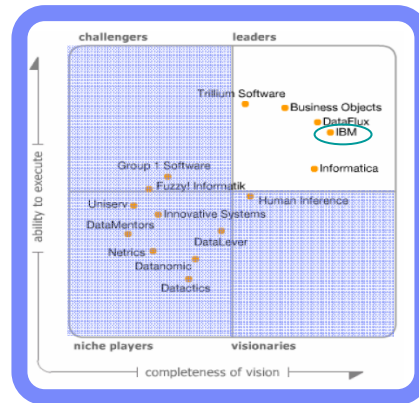 challengers
leaders
Trillium Software
Business Objects
DataFlux
IBM
Group 1 Software
Informatica
Fuzzy! Informatik
Human Inference
Uniserv
Innovative Systems
DataMentors
DataLever
Netrics
Datanomic
Datactics
niche players
visionaries
ability to execute
completeness of vision